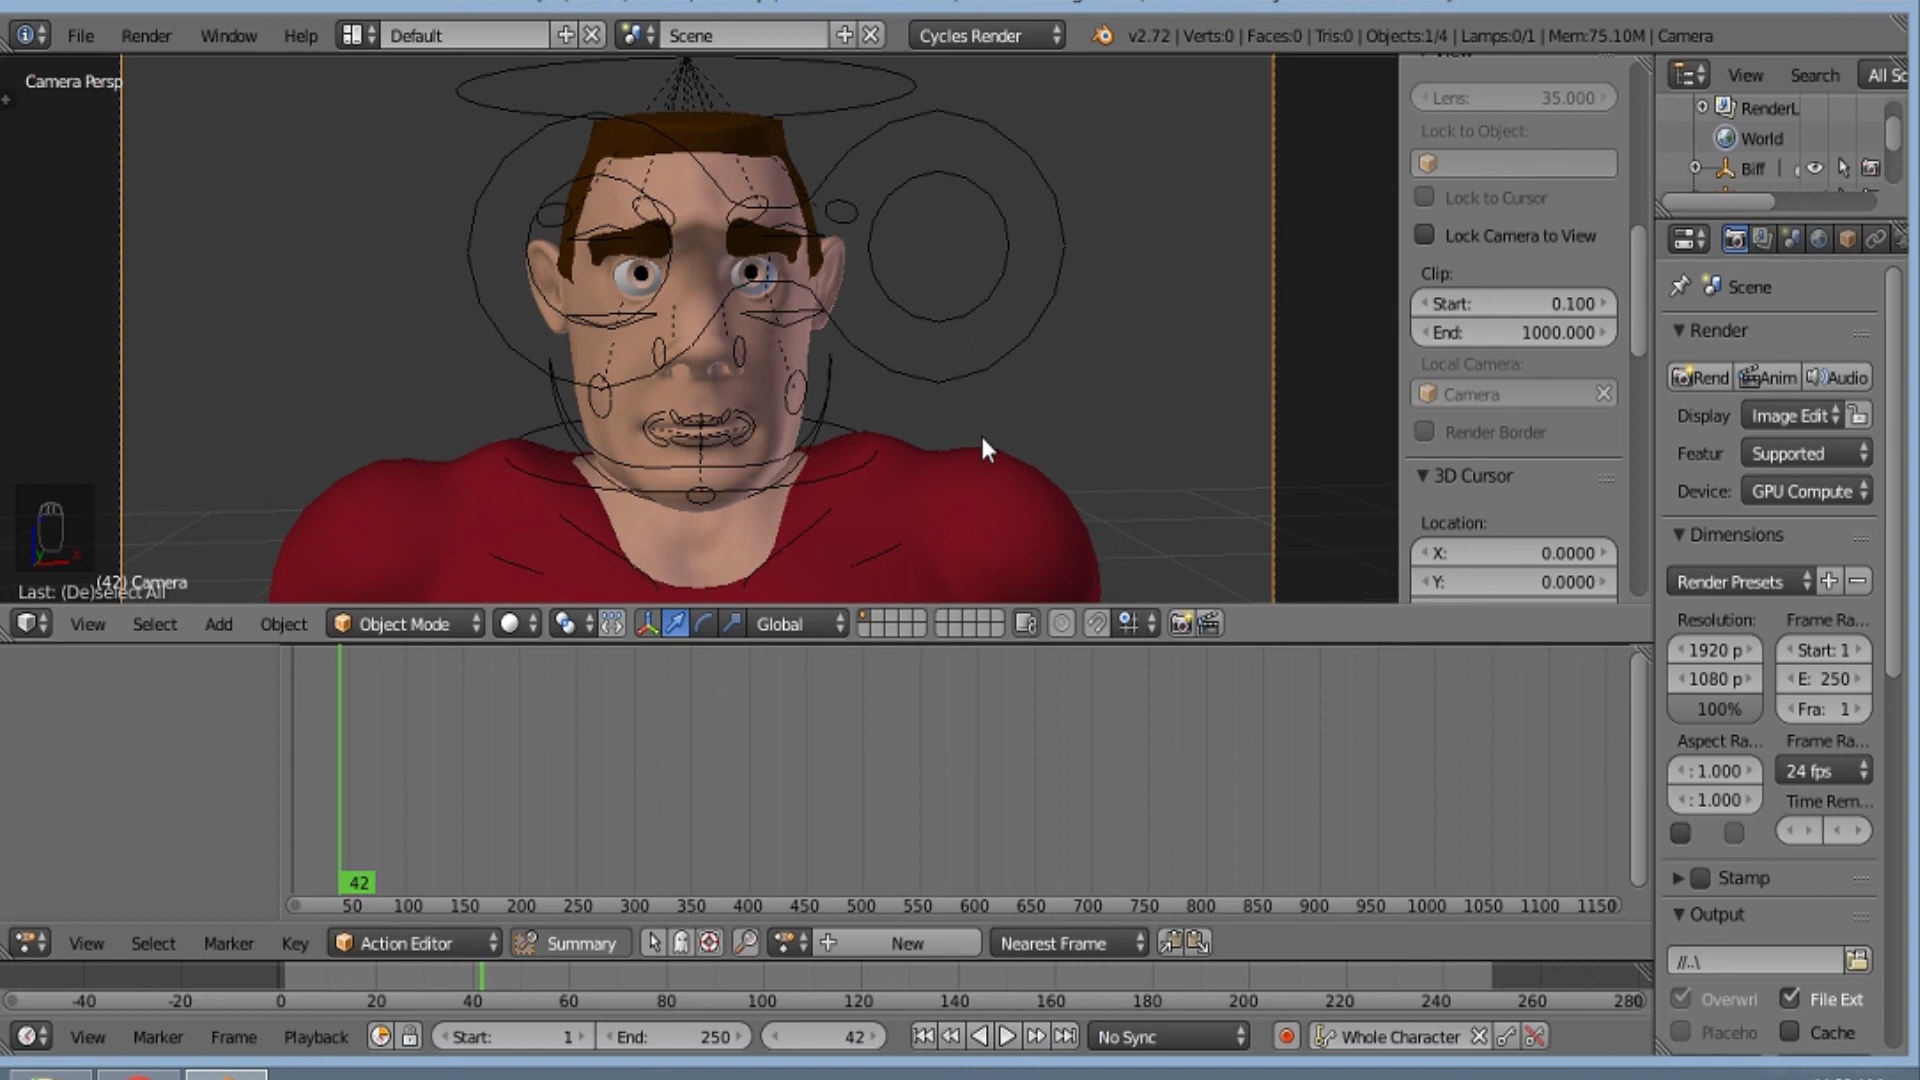 File Render Window Help Default Scene Cycles Render v2.72 | Verts:0 | Faces:0 | Tris:0 | Objects:1/4 | Lamps:0/1 | Mem:75.10M | Camera
Camera Persp
(42) Camera
Last: (De)select All
View
Lens: 35.000
Lock to Object:
Lock to Cursor
Lock Camera to View
Clip:
Start: 0.100
End: 1000.000
Local Camera:
Camera
Render Border
3D Cursor
Location:
X: 0.0000
Y: 0.0000
View Search All Sc
RenderL
World
Biff
Scene
Render
Rend Anim Audio
Display Image Edit
Featur Supported
Device: GPU Compute
Dimensions
Render Presets
Resolution: Frame Ra...
1920 p Start: 1
1080 p E: 250
100% Fra: 1
Aspect Ra... Frame Ra...
: 1.000 24 fps
: 1.000 Time Rem...
Stamp
Output
//..\
Overwri File Ext
Placeho Cache
View Select Add Object Object Mode Global
42
50 100 150 200 250 300 350 400 450 500 550 600 650 700 750 800 850 900 950 1000 1050 1100 1150
View Select Marker Key Action Editor Summary New Nearest Frame
-40 -20 0 20 40 60 80 100 120 140 160 180 200 220 240 260 280
View Marker Frame Playback Start: 1 End: 250 42 No Sync Whole Character